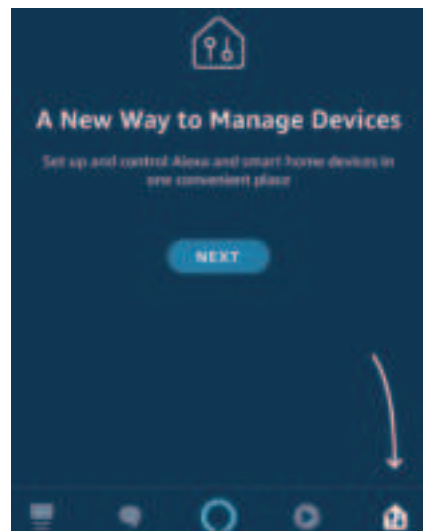 A New Way to Manage Devices
Set up and control Alexa and smart home devices in
one convenient place
NEXT